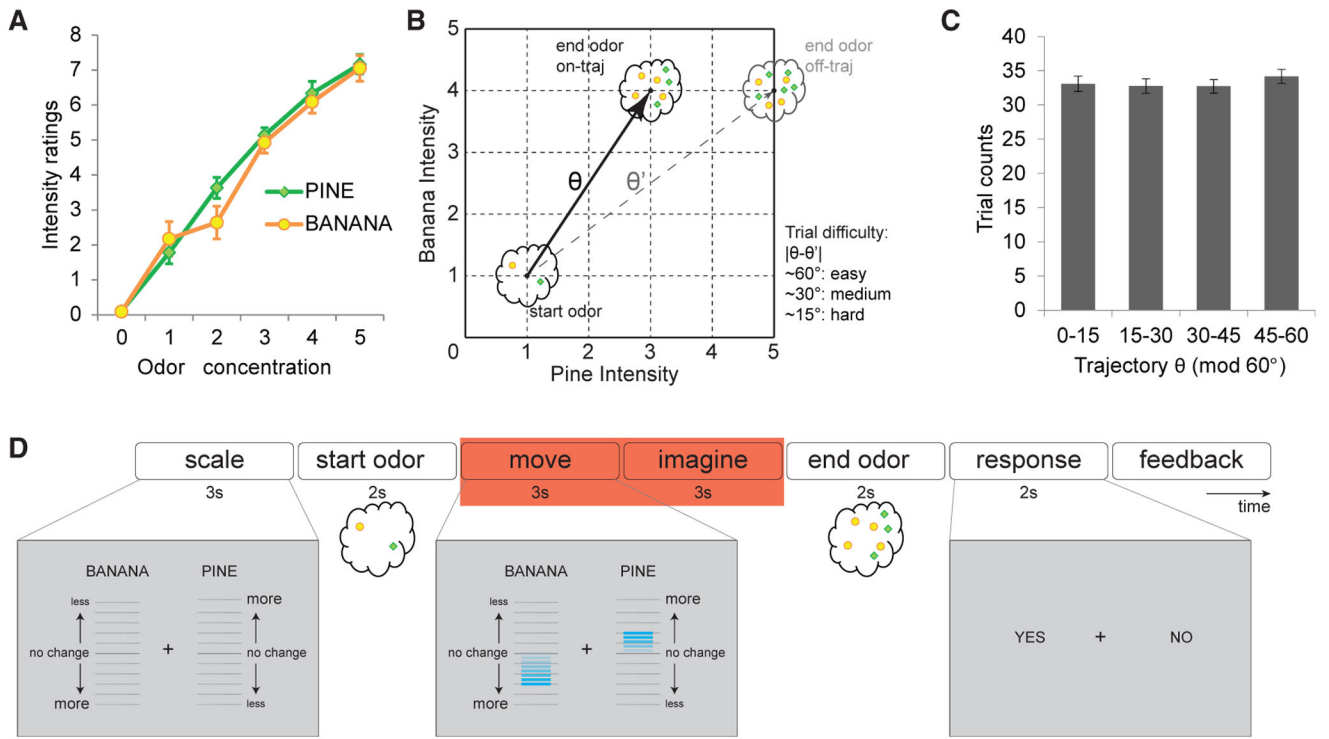 A
8
7
6
5
4
3
2
1
0
Intensity ratings
PINE
BANANA
0 1 2 3 4 5
Odor concentration
B
5
4
3
2
1
0
Banana Intensity
end odor
on-traj
end odor
off-traj
θ
θ'
start odor
Trial difficulty:
|θ-θ'|
~60°: easy
~30°: medium
~15°: hard
1 2 3 4 5
Pine Intensity
C
40
35
30
25
20
15
10
5
0
Trial counts
0-15 15-30 30-45 45-60
Trajectory θ (mod 60°)
D
scale start odor move imagine end odor response feedback
3s 2s 3s 3s 2s 2s
time
BANANA PINE
less more
no change + no change
more less
BANANA PINE
less more
no change + no change
more less
YES + NO